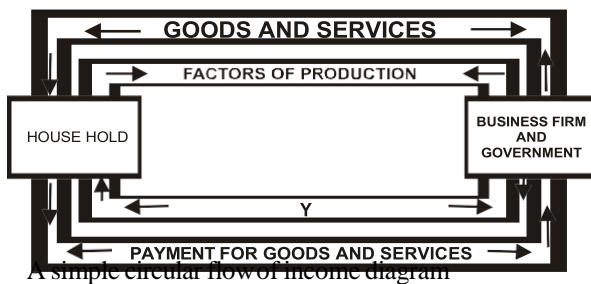 GOODS AND SERVICES
FACTORS OF PRODUCTION
HOUSE HOLD
BUSINESS FIRM
AND
GOVERNMENT
Y
PAYMENT FOR GOODS AND SERVICES
A simple circular flow of income diagram